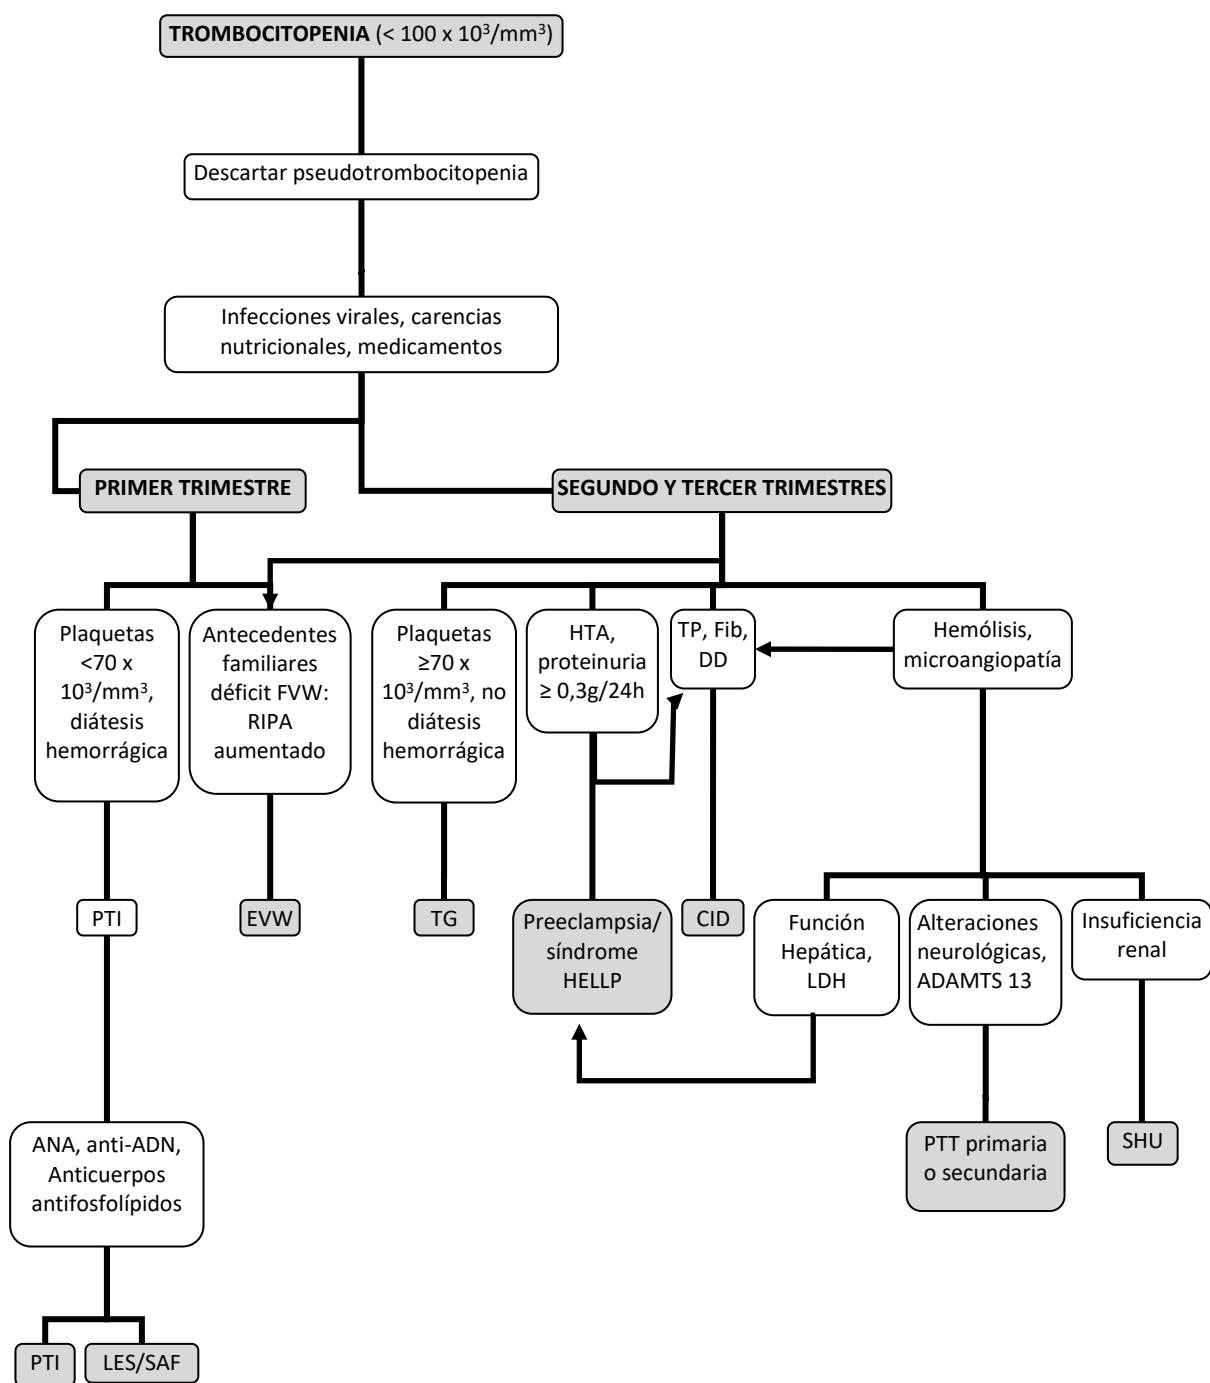 TROMBOCITOPENIA (< 100 x 10³/mm³)
Descartar pseudotrombocitopenia
Infecciones virales, carencias
nutricionales, medicamentos
PRIMER TRIMESTRE
SEGUNDO Y TERCER TRIMESTRES
Plaquetas
<70 x
10³/mm³,
diátesis
hemorrágica
Antecedentes
familiares
déficit FVW:
RIPA
aumentado
Plaquetas
≥70 x
10³/mm³, no
diátesis
hemorrágica
HTA,
proteinuria
≥ 0,3g/24h
TP, Fib,
DD
Hemólisis,
microangiopatía
PTI
EVW
TG
Preeclampsia/
síndrome
HELLP
CID
Función
Hepática,
LDH
Alteraciones
neurológicas,
ADAMTS 13
Insuficiencia
renal
ANA, anti-ADN,
Anticuerpos
antifosfolípidos
PTT primaria
o secundaria
SHU
PTI
LES/SAF